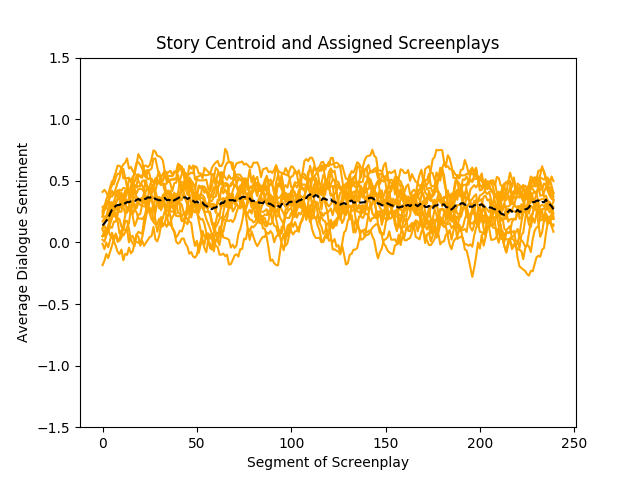 Story Centroid and Assigned Screenplays
1.5
1.0
0.5
0.0
−0.5
−1.0
−1.5
Average Dialogue Sentiment
0 50 100 150 200 250
Segment of Screenplay